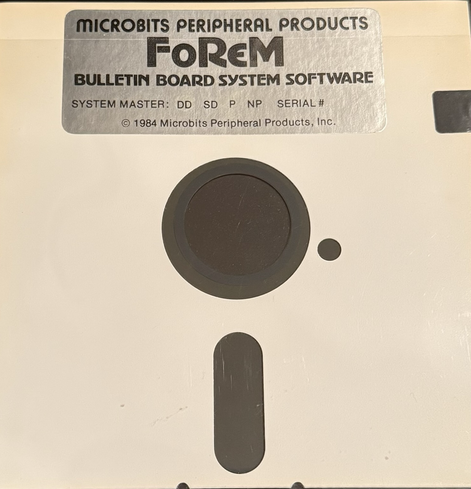 MICROBITS PERIPHERAL PRODUCTS
FoReM
BULLETIN BOARD SYSTEM SOFTWARE
SYSTEM MASTER: DD SD P NP SERIAL #
© 1984 Microbits Peripheral Products, Inc.